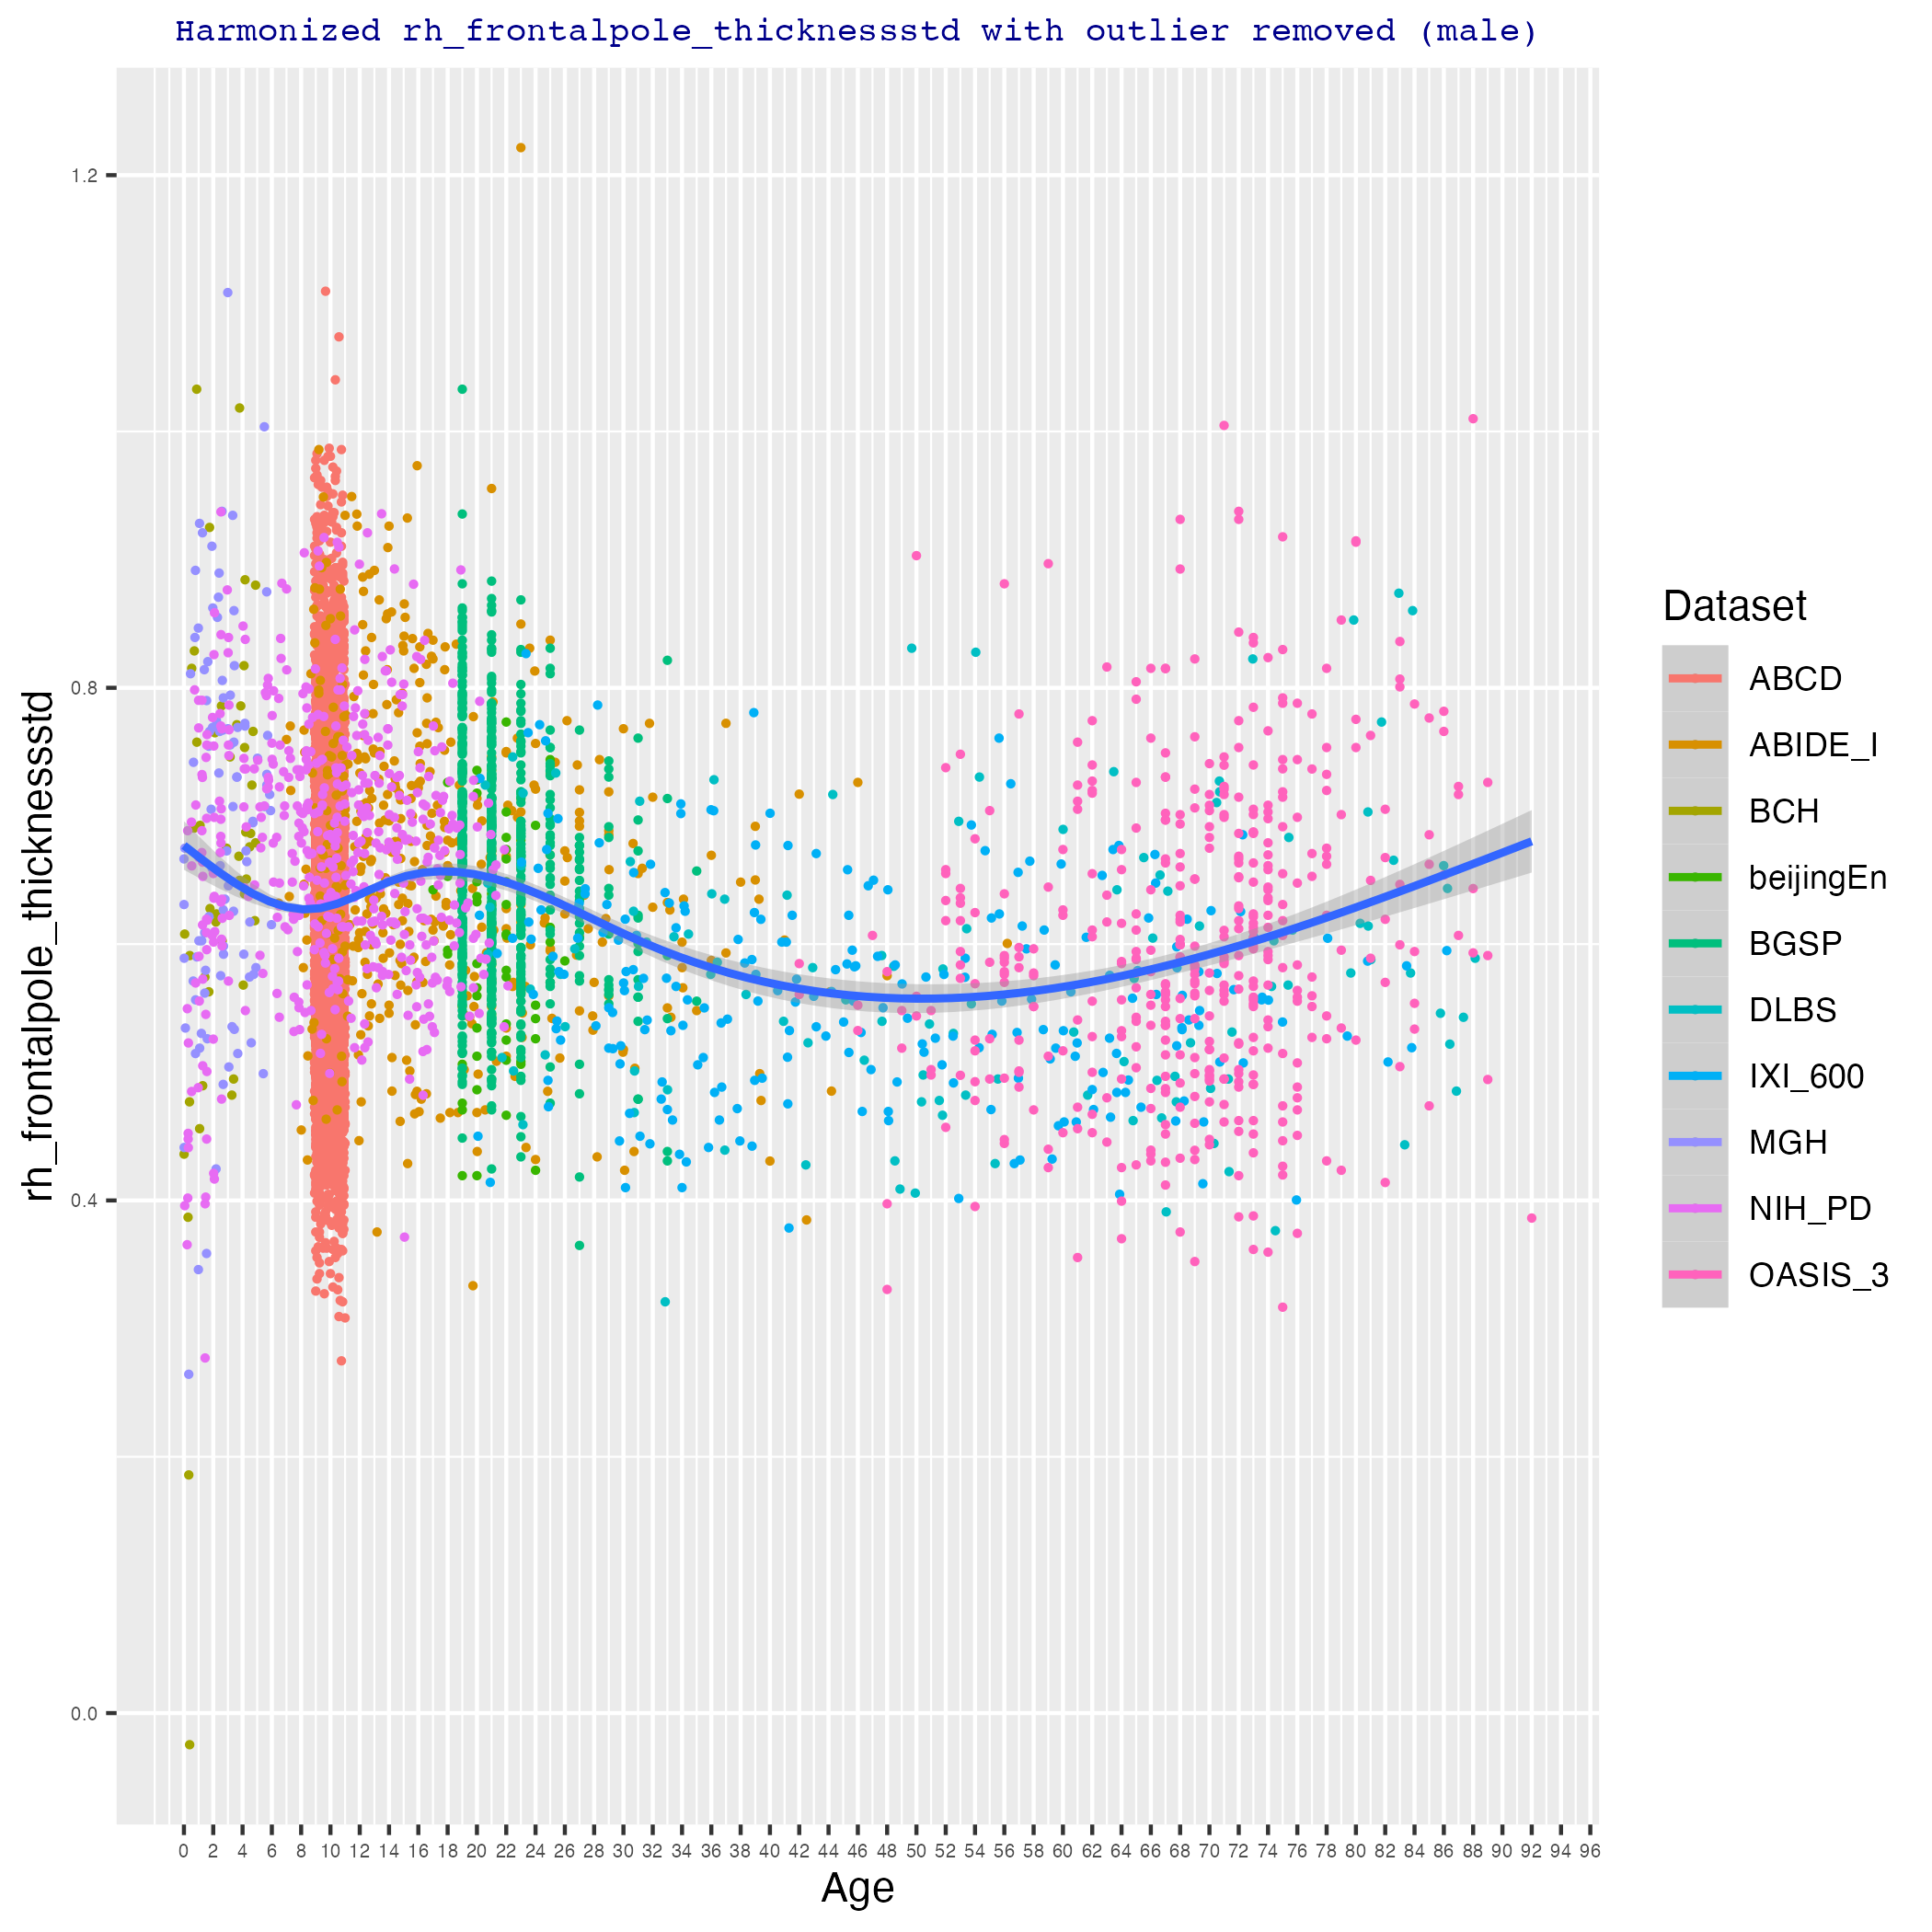 Harmonized rh_frontalpole_thicknessstd with outlier removed (male)
rh_frontalpole_thicknessstd
1.2
0.8
0.4
0.0
0 2 4 6 8 10 12 14 16 18 20 22 24 26 28 30 32 34 36 38 40 42 44 46 48 50 52 54 56 58 60 62 64 66 68 70 72 74 76 78 80 82 84 86 88 90 92 94 96
Age
Dataset
ABCD
ABIDE_I
BCH
beijingEn
BGSP
DLBS
IXI_600
MGH
NIH_PD
OASIS_3